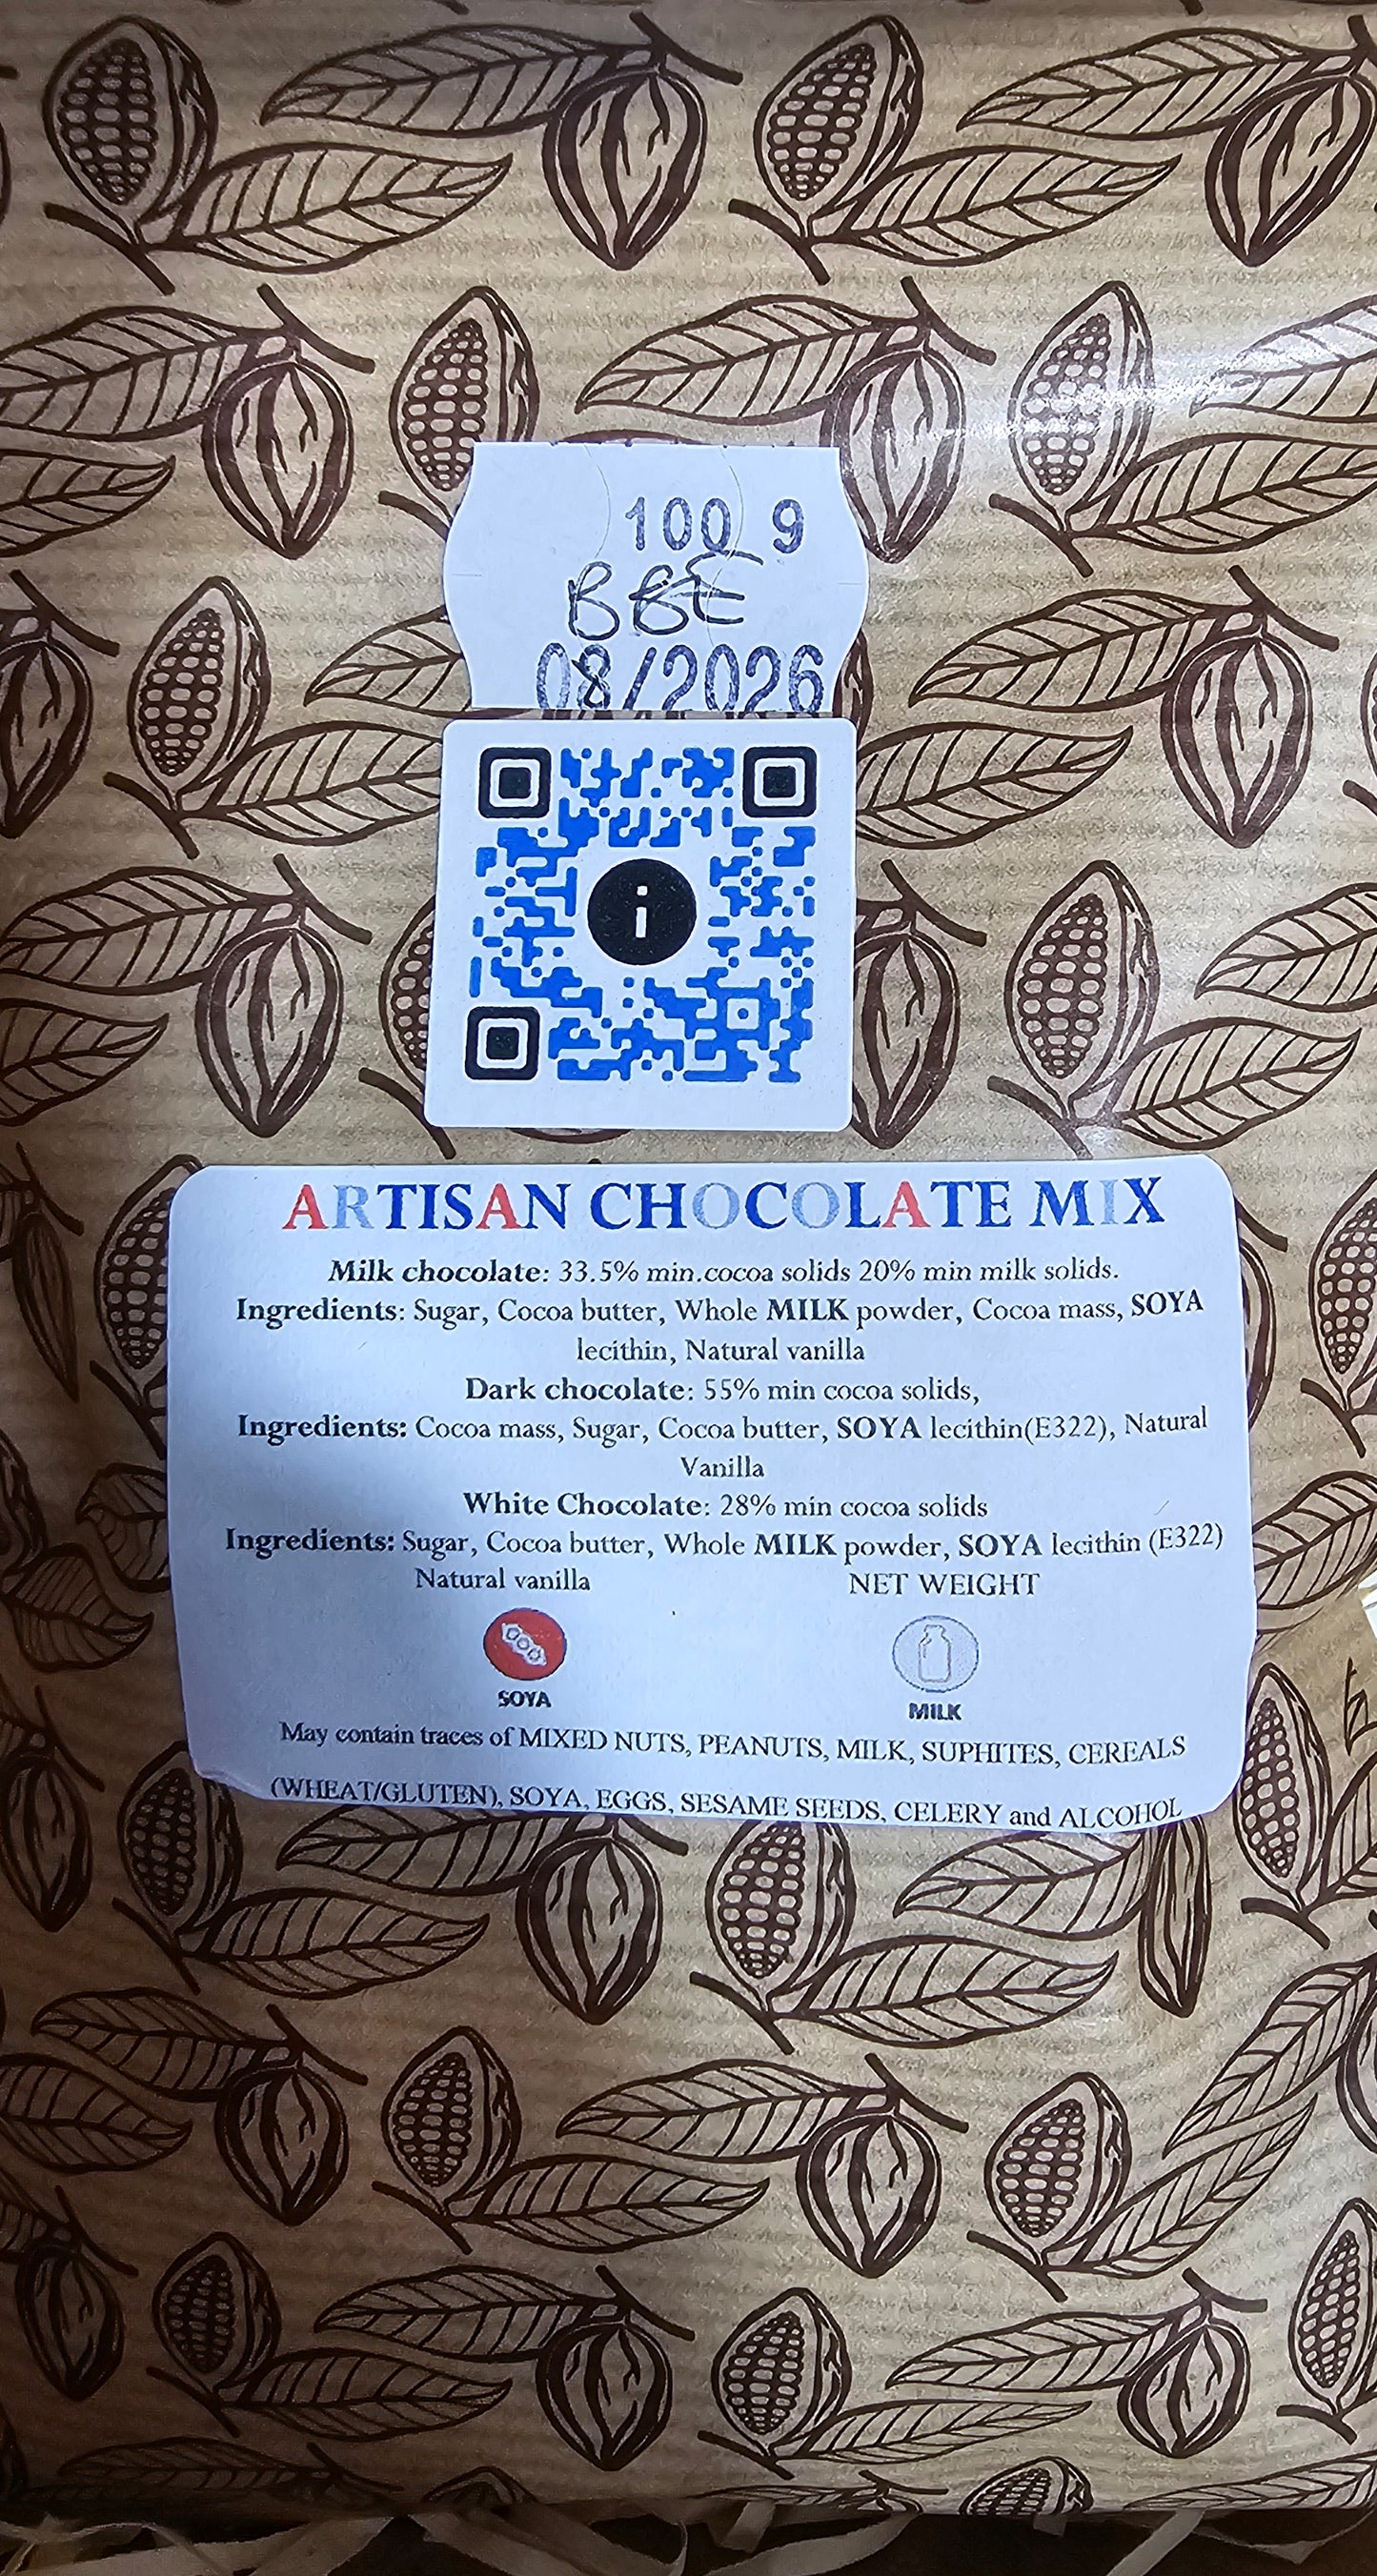 100 g
BBE
08/2026
i
ARTISAN CHOCOLATE MIX
Milk chocolate: 33.5% min.cocoa solids 20% min milk solids.
Ingredients: Sugar, Cocoa butter, Whole MILK powder, Cocoa mass, SOYA
lecithin, Natural vanilla
Dark chocolate: 55% min cocoa solids,
Ingredients: Cocoa mass, Sugar, Cocoa butter, SOYA lecithin(E322), Natural
Vanilla
White Chocolate: 28% min cocoa solids
Ingredients: Sugar, Cocoa butter, Whole MILK powder, SOYA lecithin (E322)
Natural vanilla NET WEIGHT
SOYA MILK
May contain traces of MIXED NUTS, PEANUTS, MILK, SUPHITES, CEREALS
(WHEAT/GLUTEN), SOYA, EGGS, SESAME SEEDS, CELERY and ALCOHOL